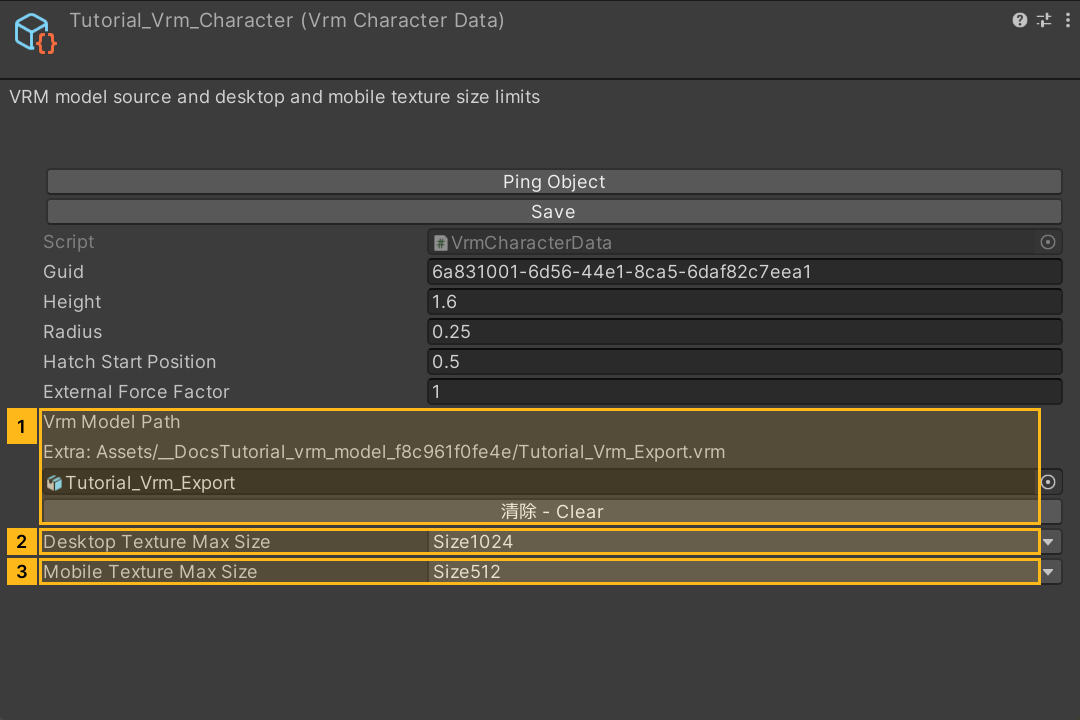 Tutorial_Vrm_Character (Vrm Character Data)
VRM model source and desktop and mobile texture size limits
Ping Object
Save
Script VrmCharacterData
Guid 6a831001-6d56-44e1-8ca5-6daf82c7eea1
Height 1.6
Radius 0.25
Hatch Start Position 0.5
External Force Factor 1
1 Vrm Model Path
Extra: Assets/__DocsTutorial_vrm_model_f8c961f0fe4e/Tutorial_Vrm_Export.vrm
Tutorial_Vrm_Export
清除 - Clear
2 Desktop Texture Max Size Size1024
3 Mobile Texture Max Size Size512